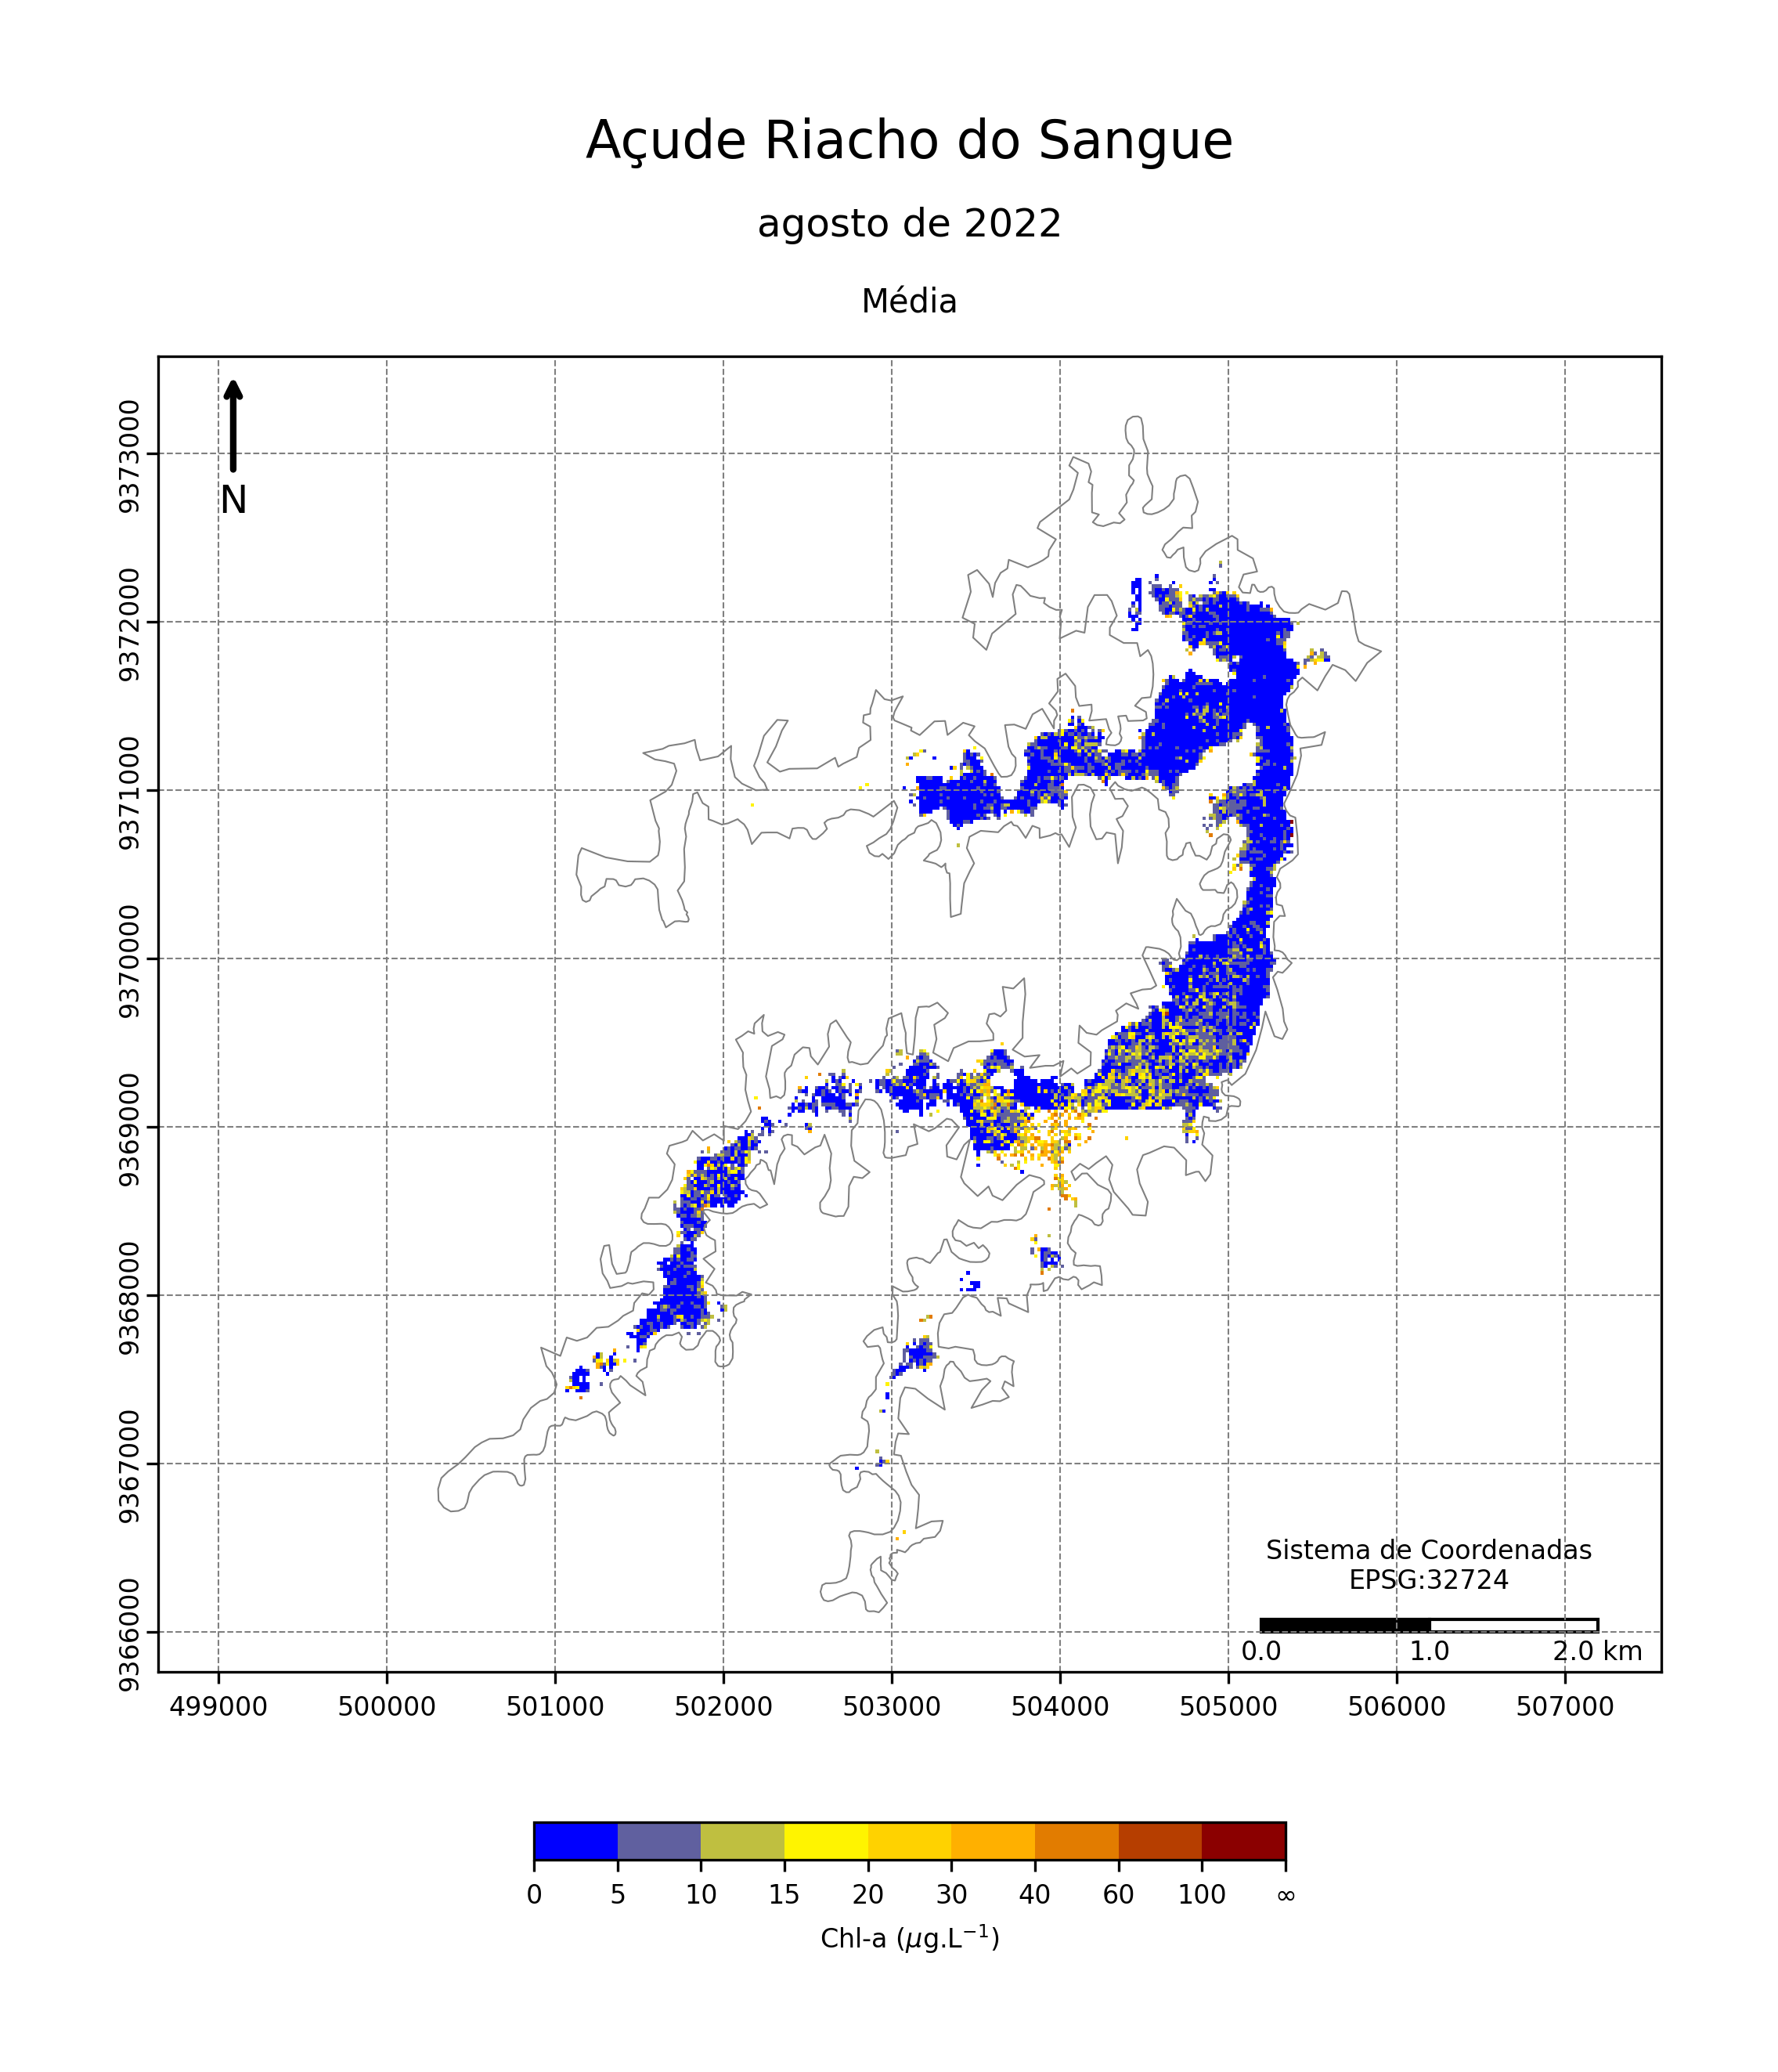 Açude Riacho do Sangue
agosto de 2022
Média
N
9373000
9372000
9371000
9370000
9369000
9368000
9367000
9366000
Sistema de Coordenadas
EPSG:32724
0.0 1.0 2.0 km
499000 500000 501000 502000 503000 504000 505000 506000 507000
0 5 10 15 20 30 40 60 100 ∞
Chl-a (μg.L⁻¹)